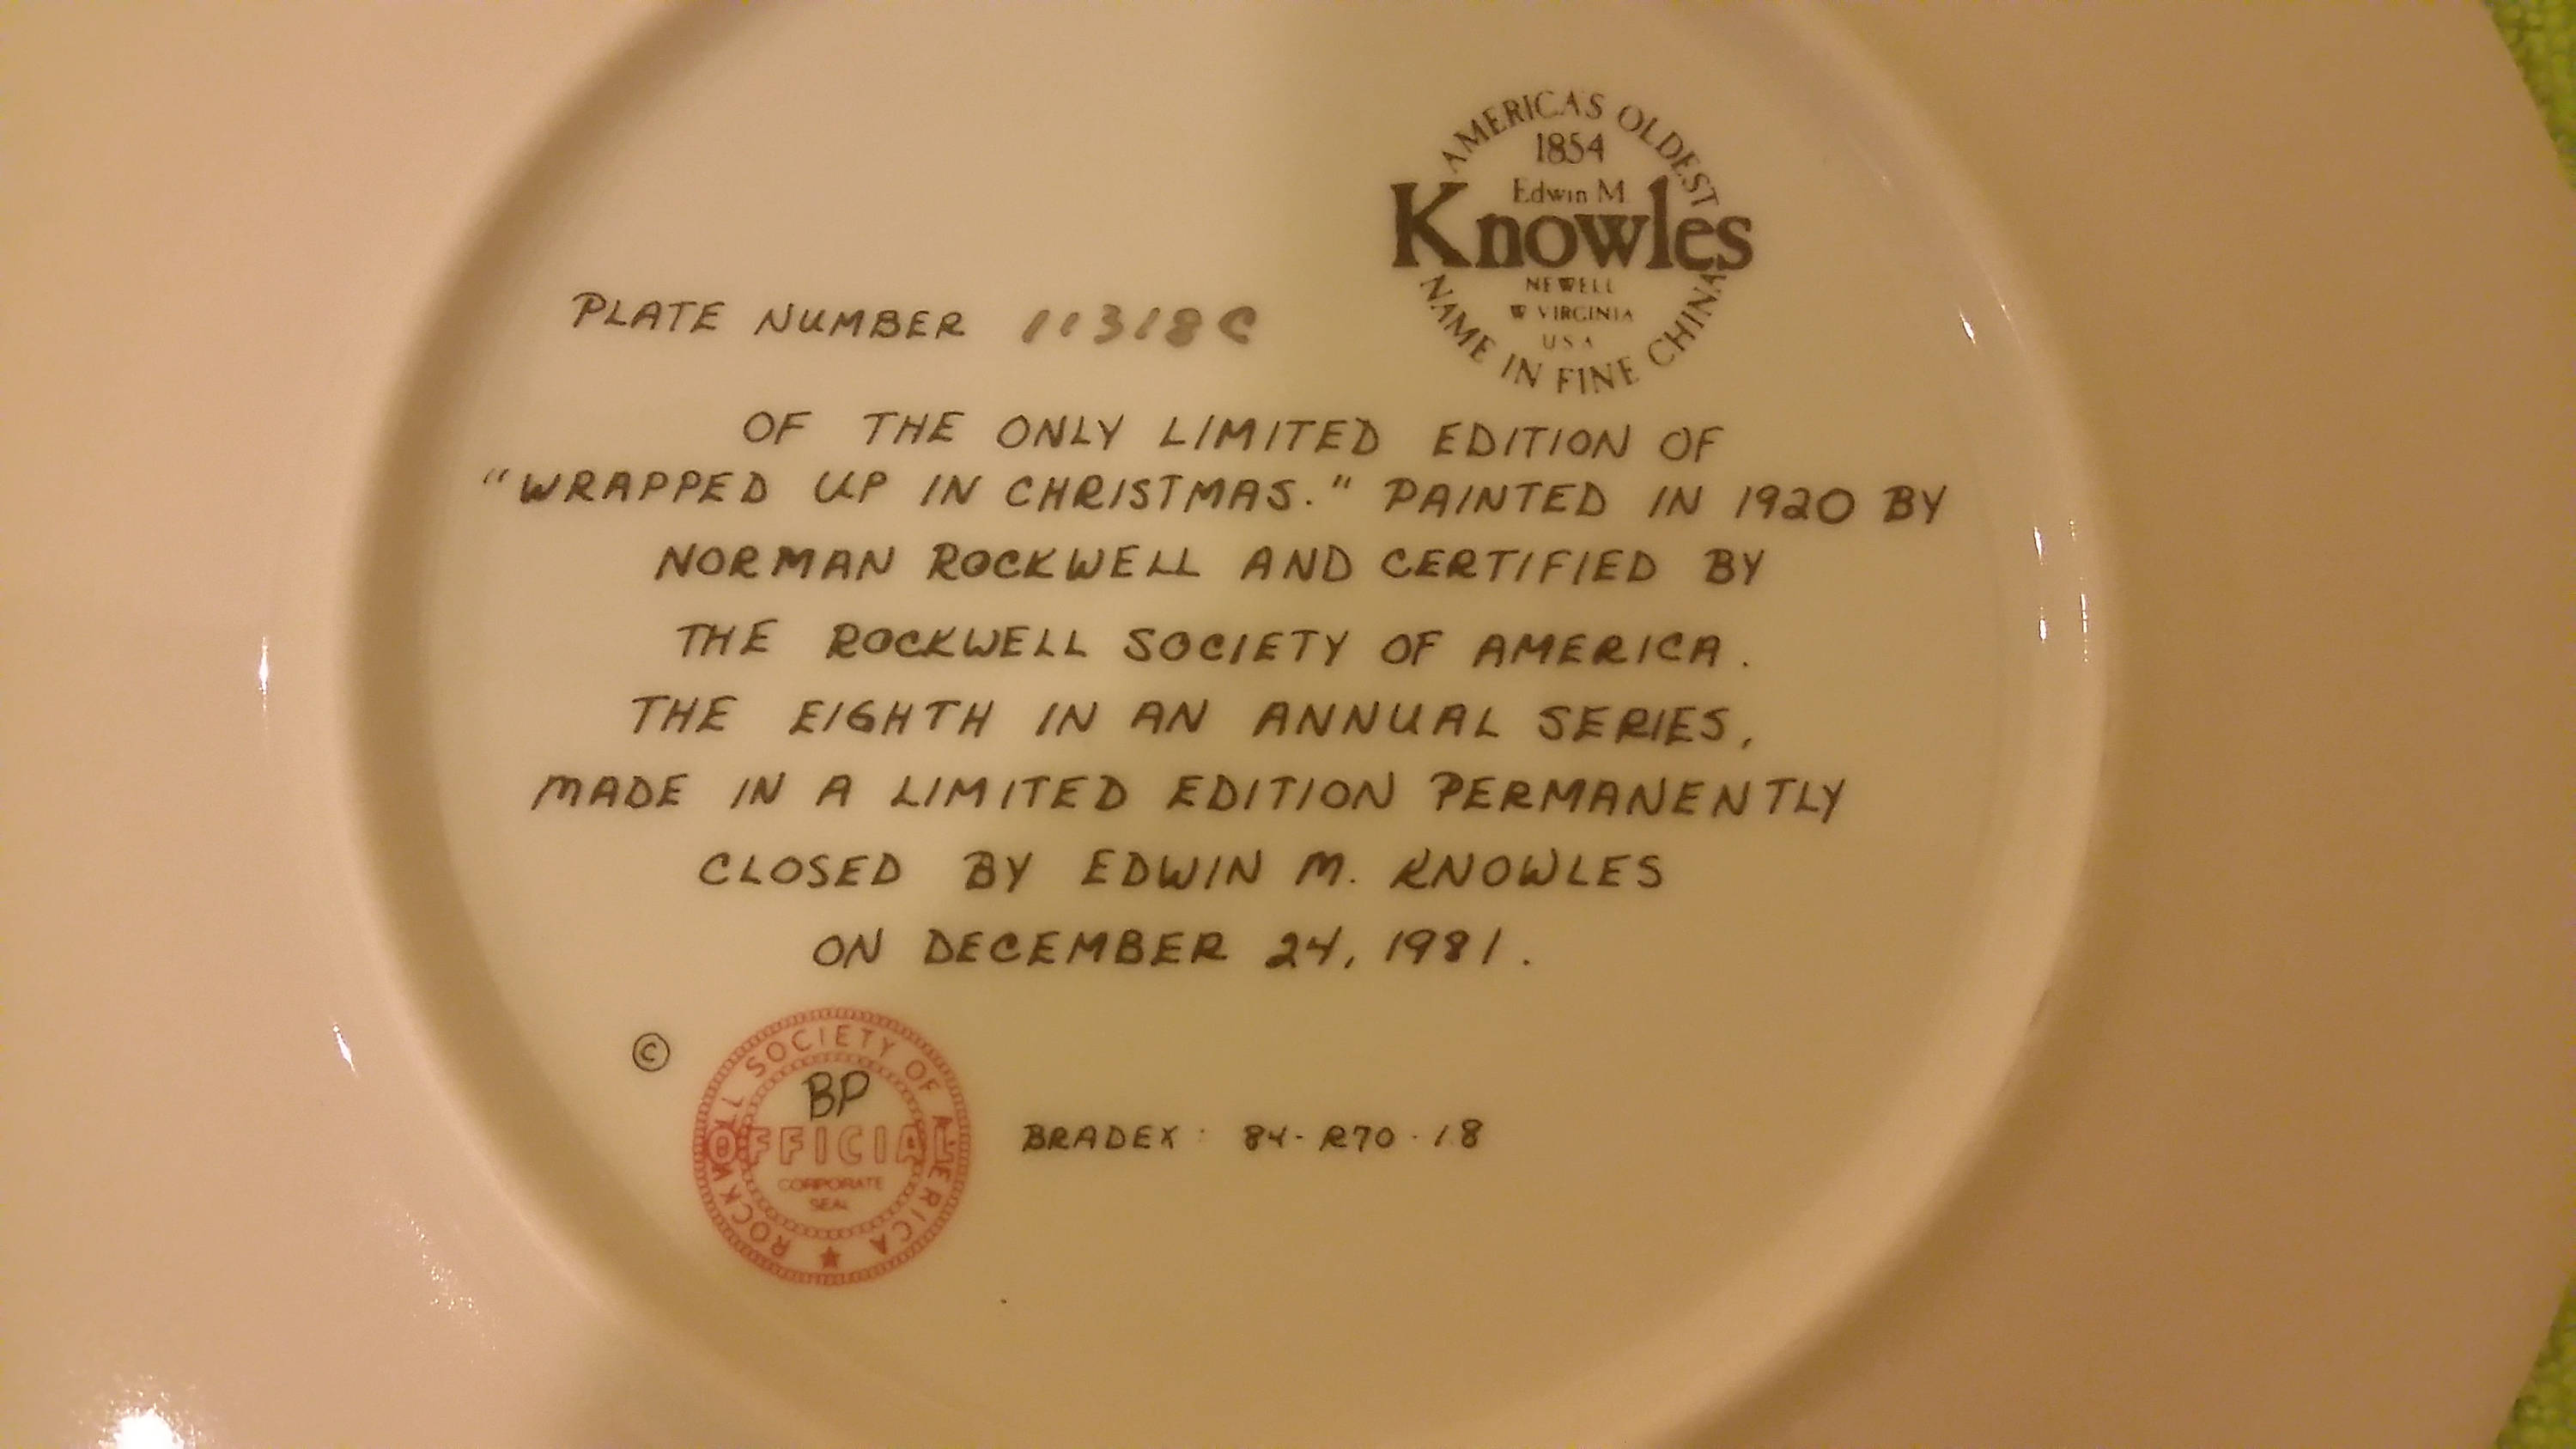 AMERICA'S OLDEST
1854
Edwin M.
Knowles
NEWELL
W VIRGINIA
USA
NAME IN FINE CHINA
PLATE NUMBER 11318C
OF THE ONLY LIMITED EDITION OF
"WRAPPED UP IN CHRISTMAS." PAINTED IN 1920 BY
NORMAN ROCKWELL AND CERTIFIED BY
THE ROCKWELL SOCIETY OF AMERICA.
THE EIGHTH IN AN ANNUAL SERIES,
MADE IN A LIMITED EDITION PERMANENTLY
CLOSED BY EDWIN M. KNOWLES
ON DECEMBER 24, 1981.
©
ROCKWELL SOCIETY OF AMERICA
BP
OFFICIAL
CORPORATE
SEAL
BRADEX: 84-R70-1.8